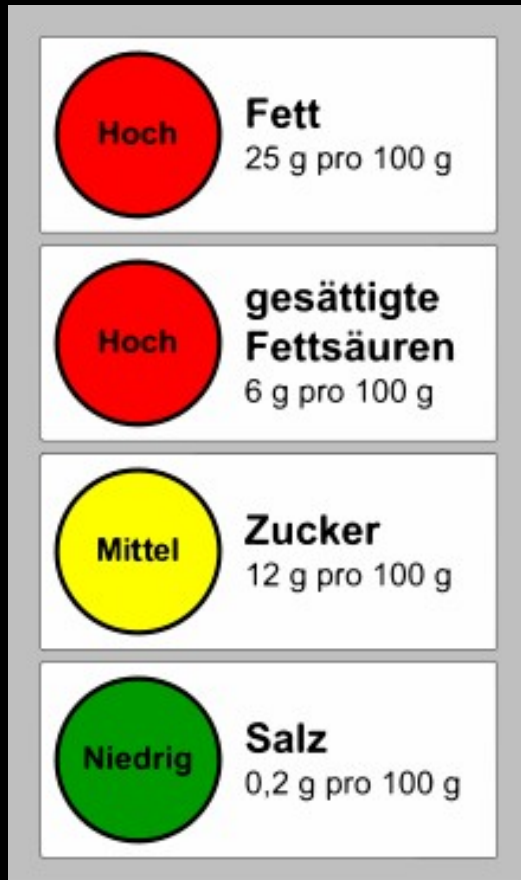 Hoch
Fett
25 g pro 100 g
Hoch
gesättigte
Fettsäuren
6 g pro 100 g
Mittel
Zucker
12 g pro 100 g
Niedrig
Salz
0,2 g pro 100 g